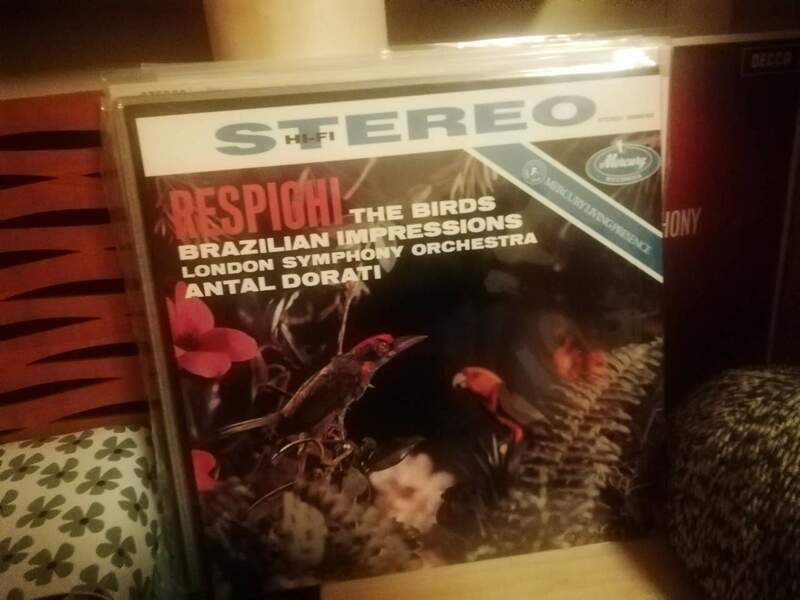 STEREO
HI-FI
Mercury
RECORDS
MERCURY LIVING PRESENCE
RESPIGHI THE BIRDS
BRAZILIAN IMPRESSIONS
LONDON SYMPHONY ORCHESTRA
ANTAL DORATI
DECCA
HONY